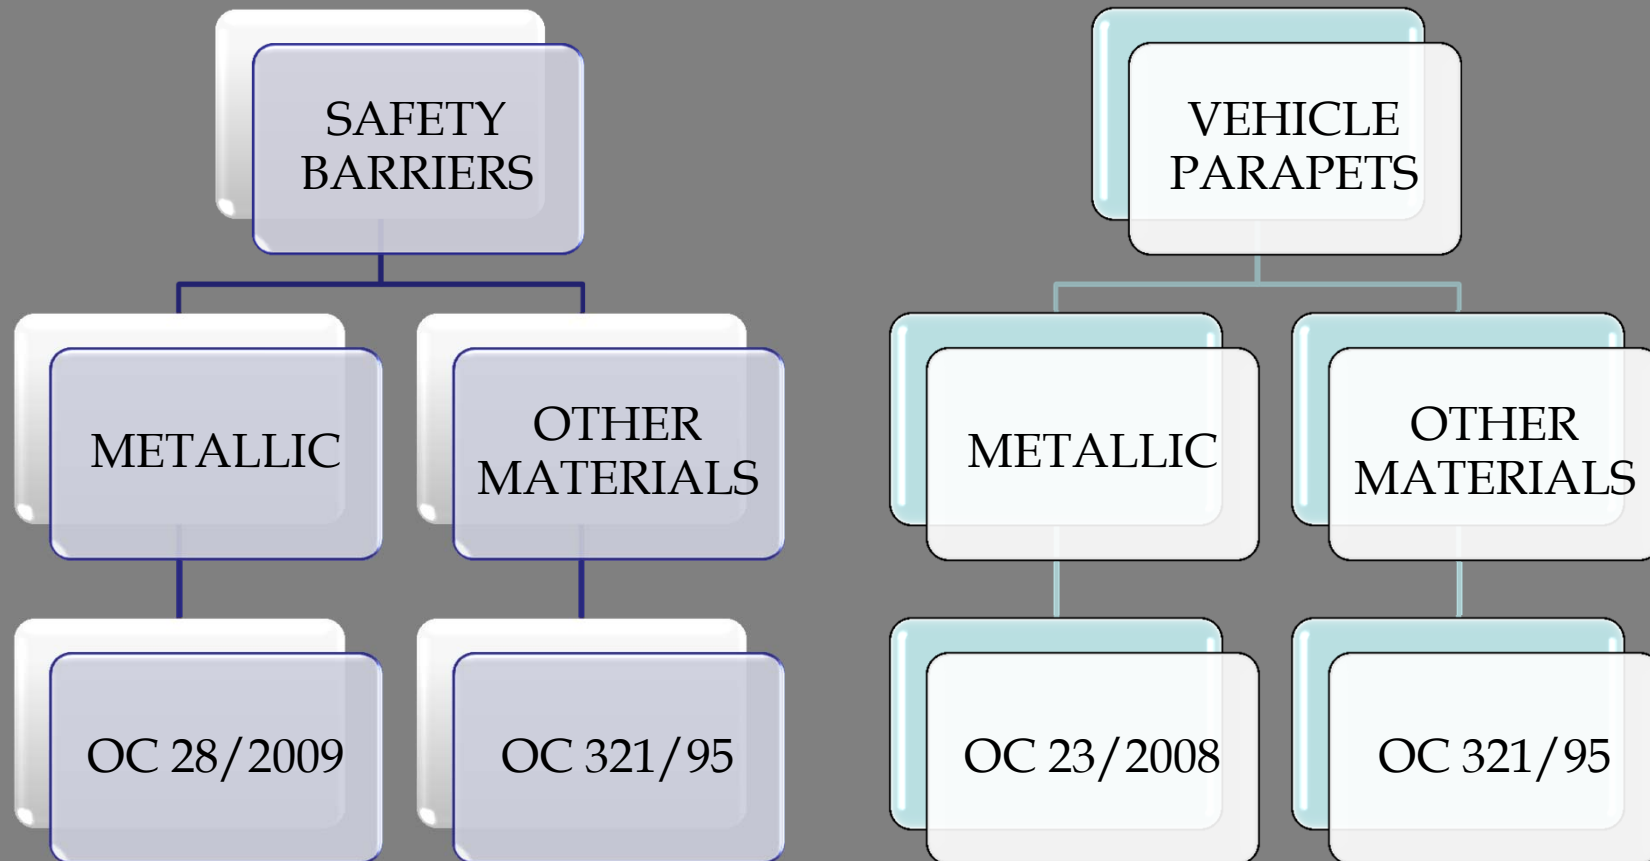 SAFETY
BARRIERS
METALLIC
OTHER
MATERIALS
OC 28/2009
OC 321/95
VEHICLE
PARAPETS
METALLIC
OTHER
MATERIALS
OC 23/2008
OC 321/95